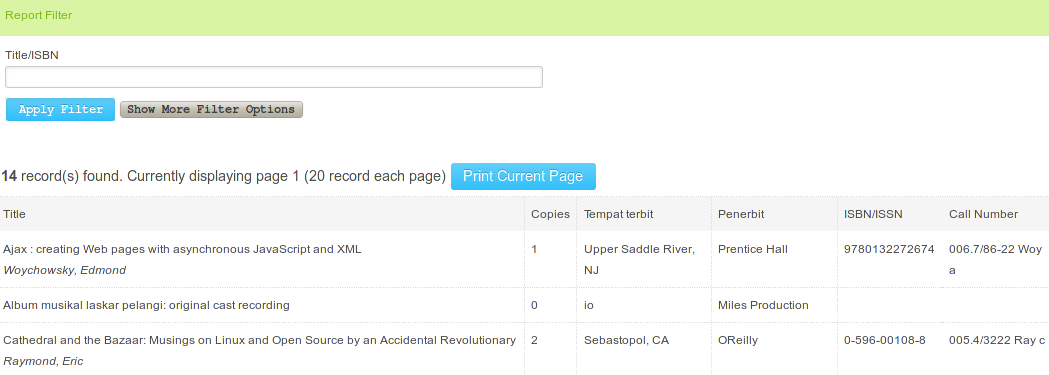 Report Filter
Title/ISBN
Apply Filter Show More Filter Options
14 record(s) found. Currently displaying page 1 (20 record each page) Print Current Page
Title Copies Tempat terbit Penerbit ISBN/ISSN Call Number
Ajax : creating Web pages with asynchronous JavaScript and XML 1 Upper Saddle River, Prentice Hall 9780132272674 006.7/86-22 Woy
Woychowsky, Edmond NJ a
Album musikal laskar pelangi: original cast recording 0 io Miles Production
Cathedral and the Bazaar: Musings on Linux and Open Source by an Accidental Revolutionary 2 Sebastopol, CA OReilly 0-596-00108-8 005.4/3222 Ray c
Raymond, Eric